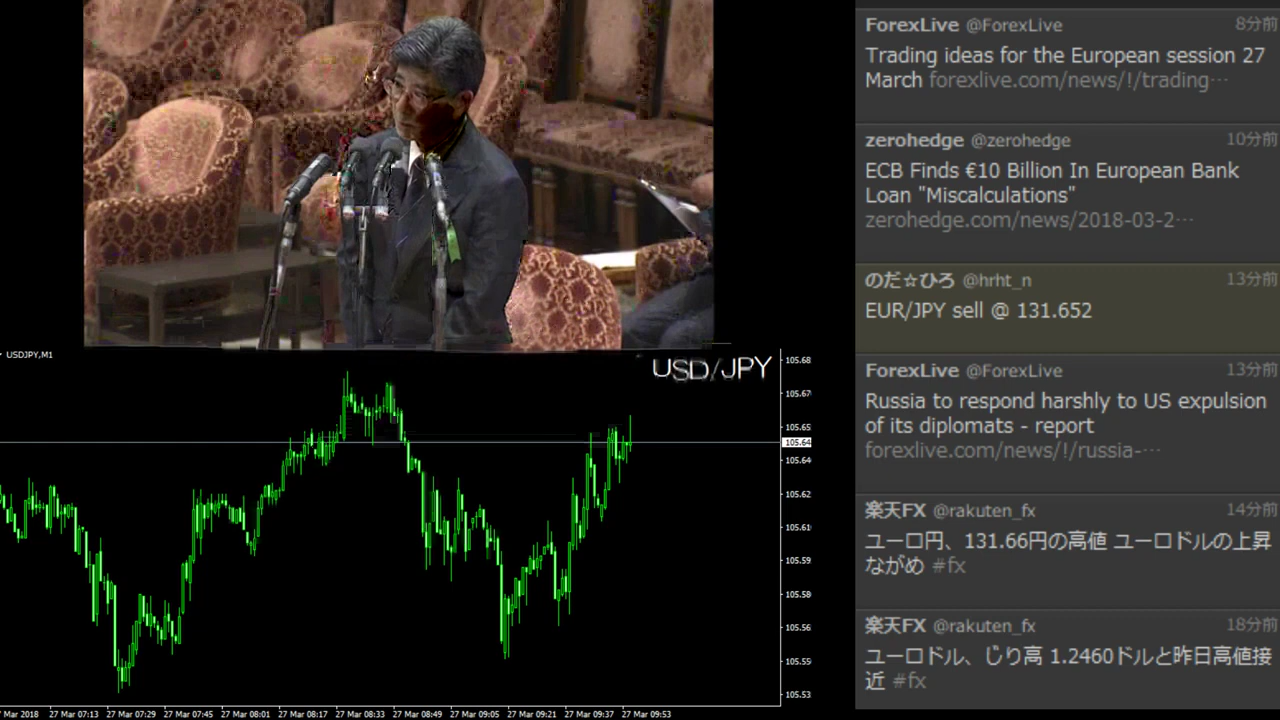 USDJPY,M1
USD/JPY
105.68
105.67
105.65
105.64
105.64
105.62
105.61
105.59
105.58
105.56
105.55
105.53
Mar 2018
27 Mar 07:13
27 Mar 07:29
27 Mar 07:45
27 Mar 08:01
27 Mar 08:17
27 Mar 08:33
27 Mar 08:49
27 Mar 09:05
27 Mar 09:21
27 Mar 09:37
27 Mar 09:53
ForexLive @ForexLive 8分前
Trading ideas for the European session 27
March forexlive.com/news/!/trading…
zerohedge @zerohedge 10分前
ECB Finds €10 Billion In European Bank
Loan "Miscalculations"
zerohedge.com/news/2018-03-2…
のだ☆ひろ @hrht_n 13分前
EUR/JPY sell @ 131.652
ForexLive @ForexLive 13分前
Russia to respond harshly to US expulsion
of its diplomats - report
forexlive.com/news/!/russia-…
楽天FX @rakuten_fx 14分前
ユーロ円、131.66円の高値 ユーロドルの上昇
ながめ #fx
楽天FX @rakuten_fx 18分前
ユーロドル、じり高 1.2460ドルと昨日高値接
近 #fx